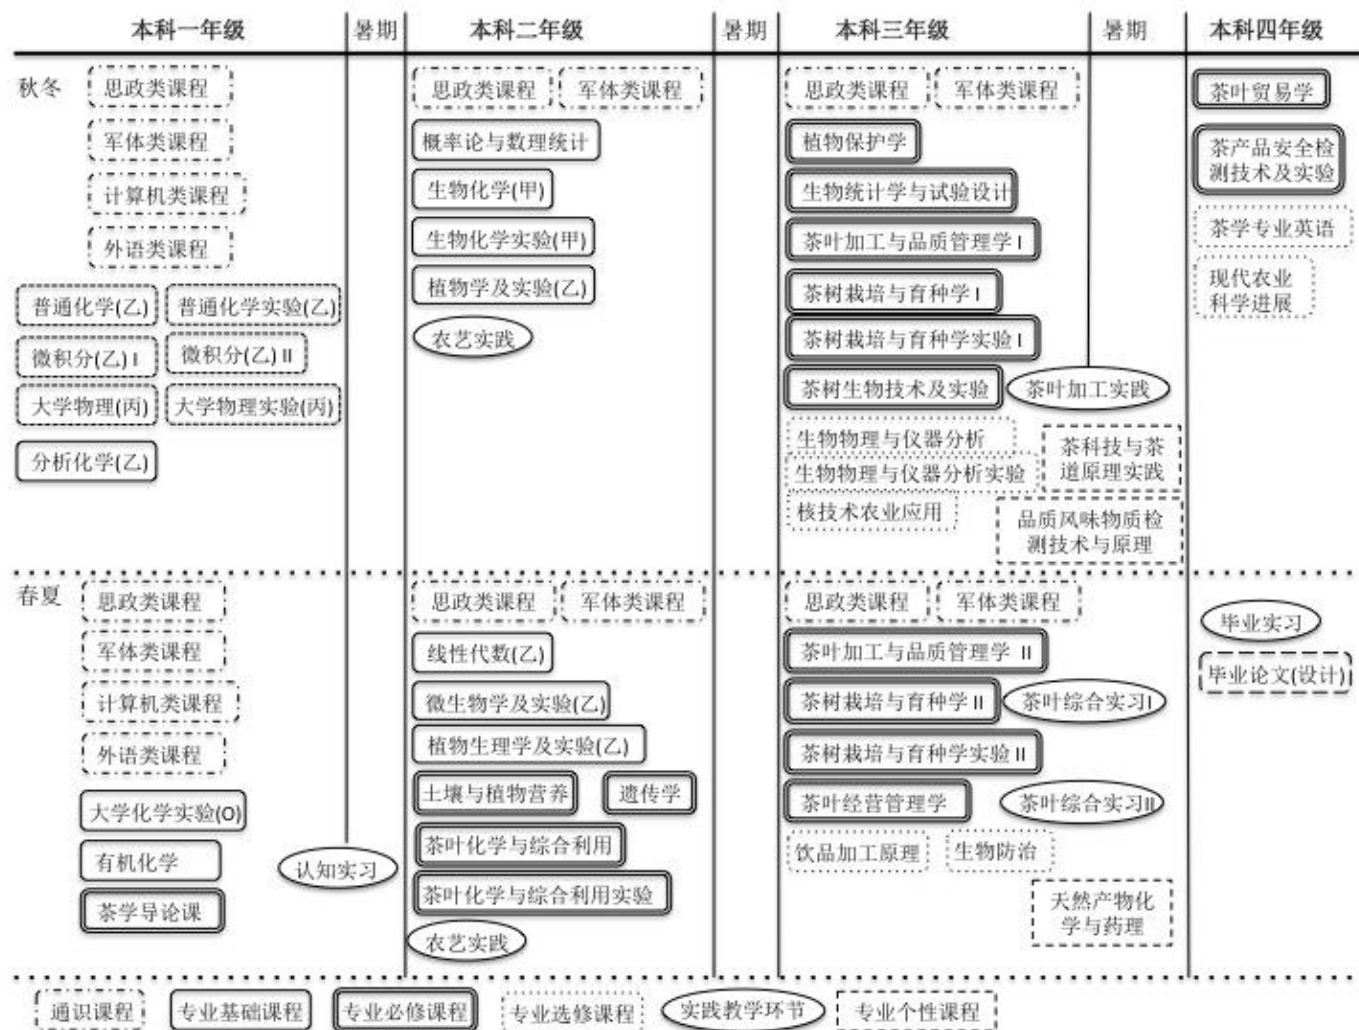 本科一年级
暑期
本科二年级
暑期
本科三年级
暑期
本科四年级
秋冬
思政类课程
军体类课程
计算机类课程
外语类课程
普通化学(乙)
普通化学实验(乙)
微积分(乙) I
微积分(乙) II
大学物理(丙)
大学物理实验(丙)
分析化学(乙)
思政类课程
军体类课程
概率论与数理统计
生物化学(甲)
生物化学实验(甲)
植物学及实验(乙)
农艺实践
思政类课程
军体类课程
植物保护学
生物统计学与试验设计
茶叶加工与品质管理学 I
茶树栽培与育种学 I
茶树栽培与育种学实验 I
茶树生物技术及实验
茶叶加工实践
生物物理与仪器分析
生物物理与仪器分析实验
核技术农业应用
茶科技与茶
道原理实践
品质风味物质检
测技术与原理
茶叶贸易学
茶产品安全检
测技术及实验
茶学专业英语
现代农业
科学进展
春夏
思政类课程
军体类课程
计算机类课程
外语类课程
大学化学实验(O)
有机化学
茶学导论课
认知实习
思政类课程
军体类课程
线性代数(乙)
微生物学及实验(乙)
植物生理学及实验(乙)
土壤与植物营养
遗传学
茶叶化学与综合利用
茶叶化学与综合利用实验
农艺实践
思政类课程
军体类课程
茶叶加工与品质管理学 II
茶树栽培与育种学 II
茶叶综合实习I
茶树栽培与育种学实验 II
茶叶经营管理学
茶叶综合实习II
饮品加工原理
生物防治
天然产物化
学与药理
毕业实习
毕业论文(设计)
通识课程
专业基础课程
专业必修课程
专业选修课程
实践教学环节
专业个性课程